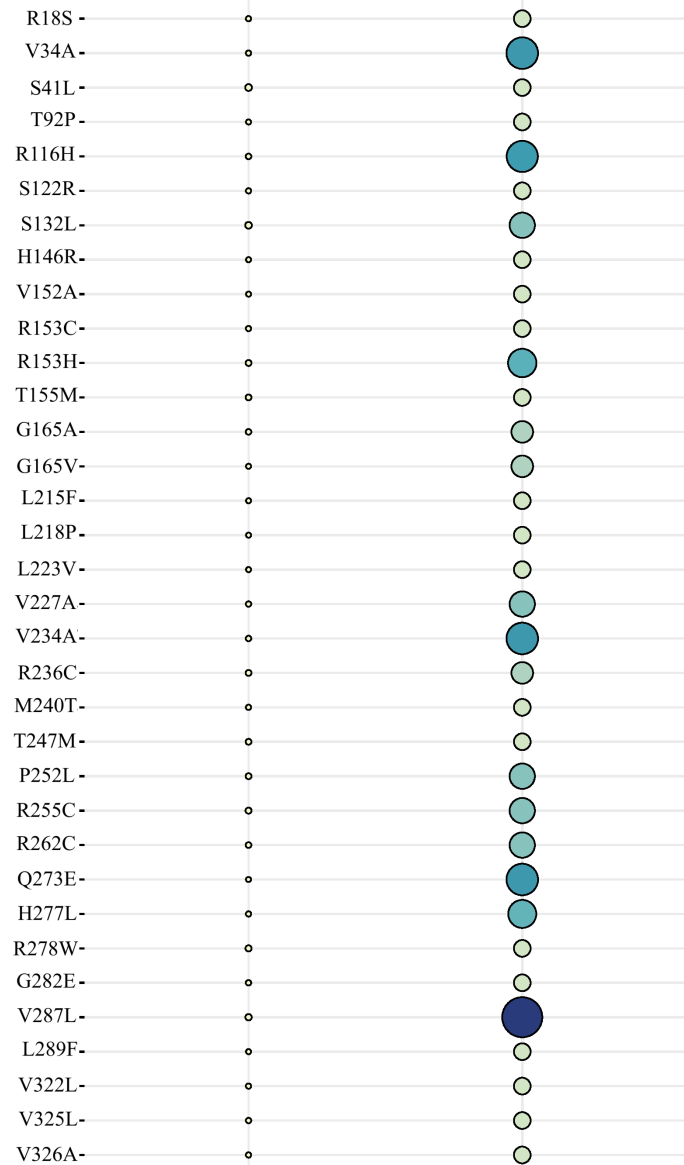 R18S
V34A
S41L
T92P
R116H
S122R
S132L
H146R
V152A
R153C
R153H
T155M
G165A
G165V
L215F
L218P
L223V
V227A
V234A
R236C
M240T
T247M
P252L
R255C
R262C
Q273E
H277L
R278W
G282E
V287L
L289F
V322L
V325L
V326A